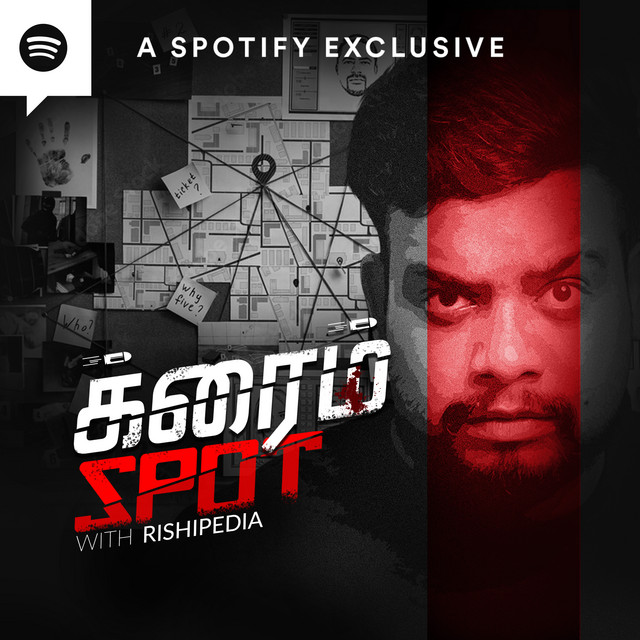 A SPOTIFY EXCLUSIVE
ticket?
why
five?
Who?
க்ரைம்
SPOT
WITH RISHIPEDIA